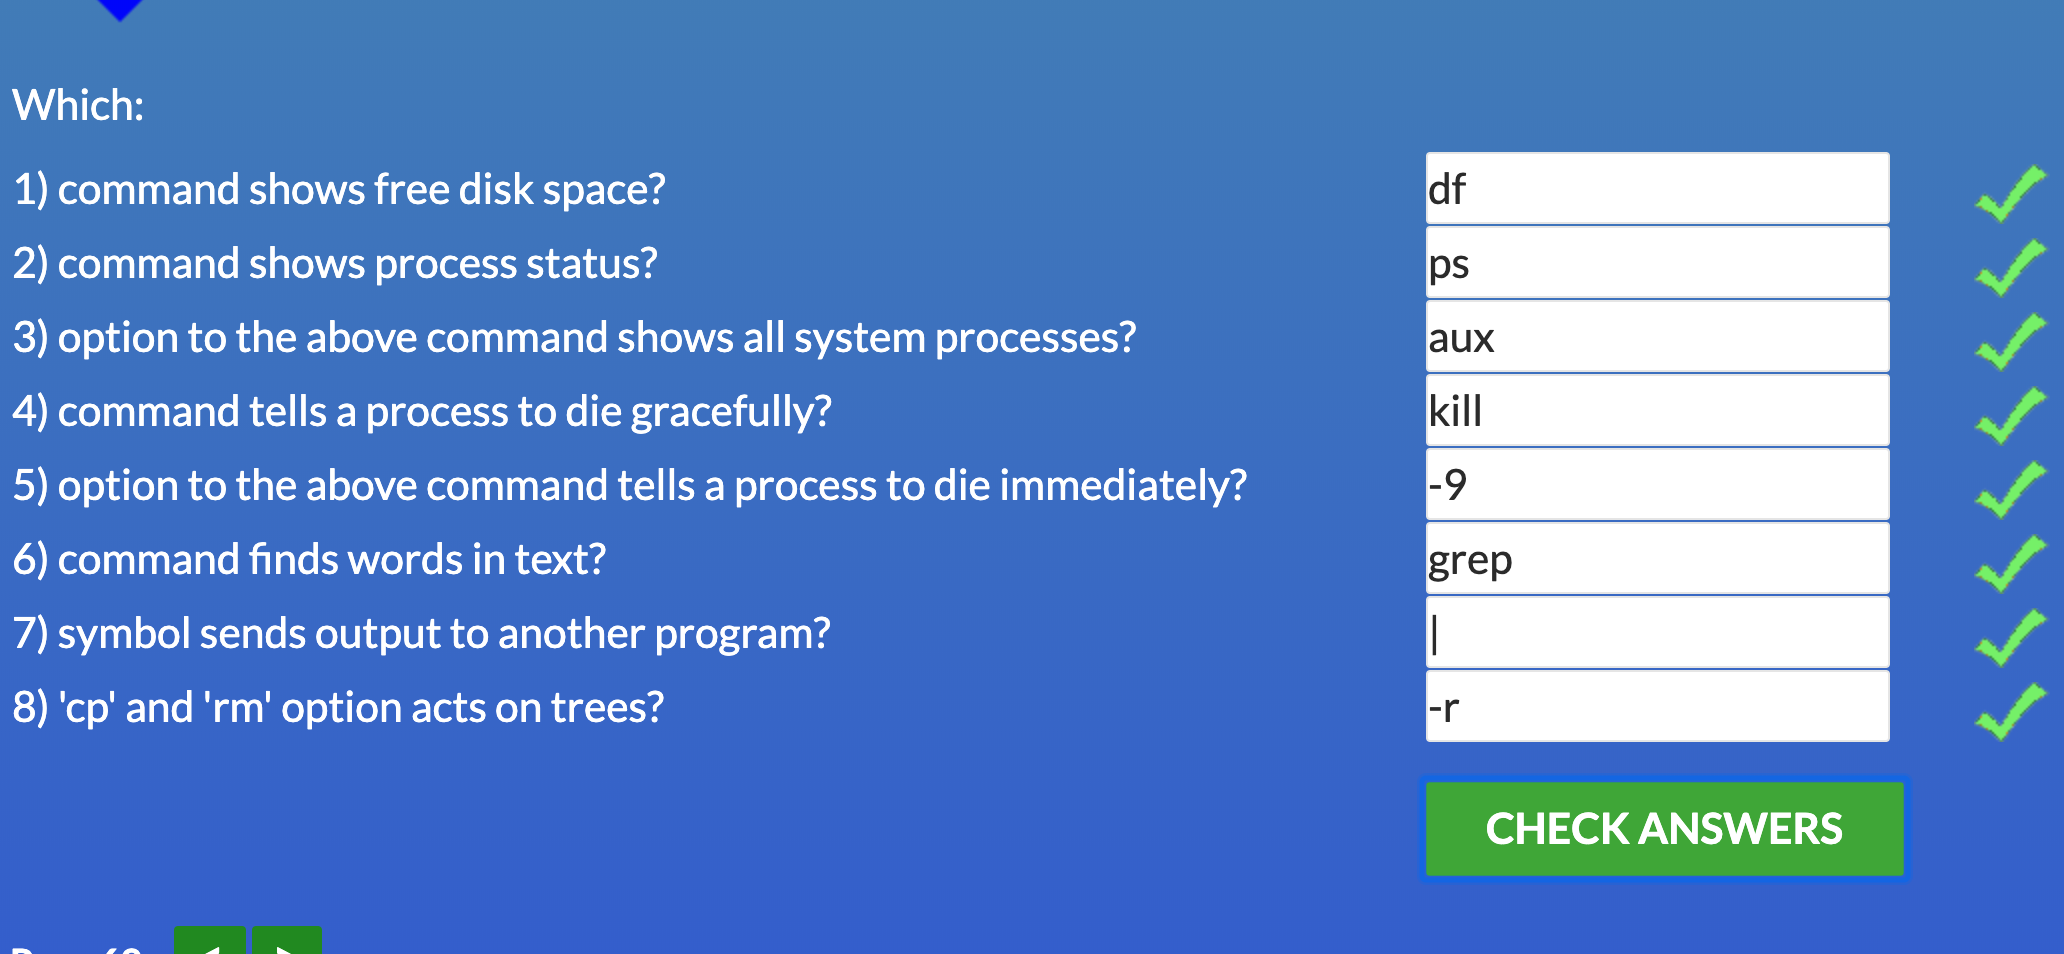 Which:
1) command shows free disk space? df
2) command shows process status? ps
3) option to the above command shows all system processes? aux
4) command tells a process to die gracefully? kill
5) option to the above command tells a process to die immediately? -9
6) command finds words in text? grep
7) symbol sends output to another program? |
8) 'cp' and 'rm' option acts on trees? -r
CHECK ANSWERS